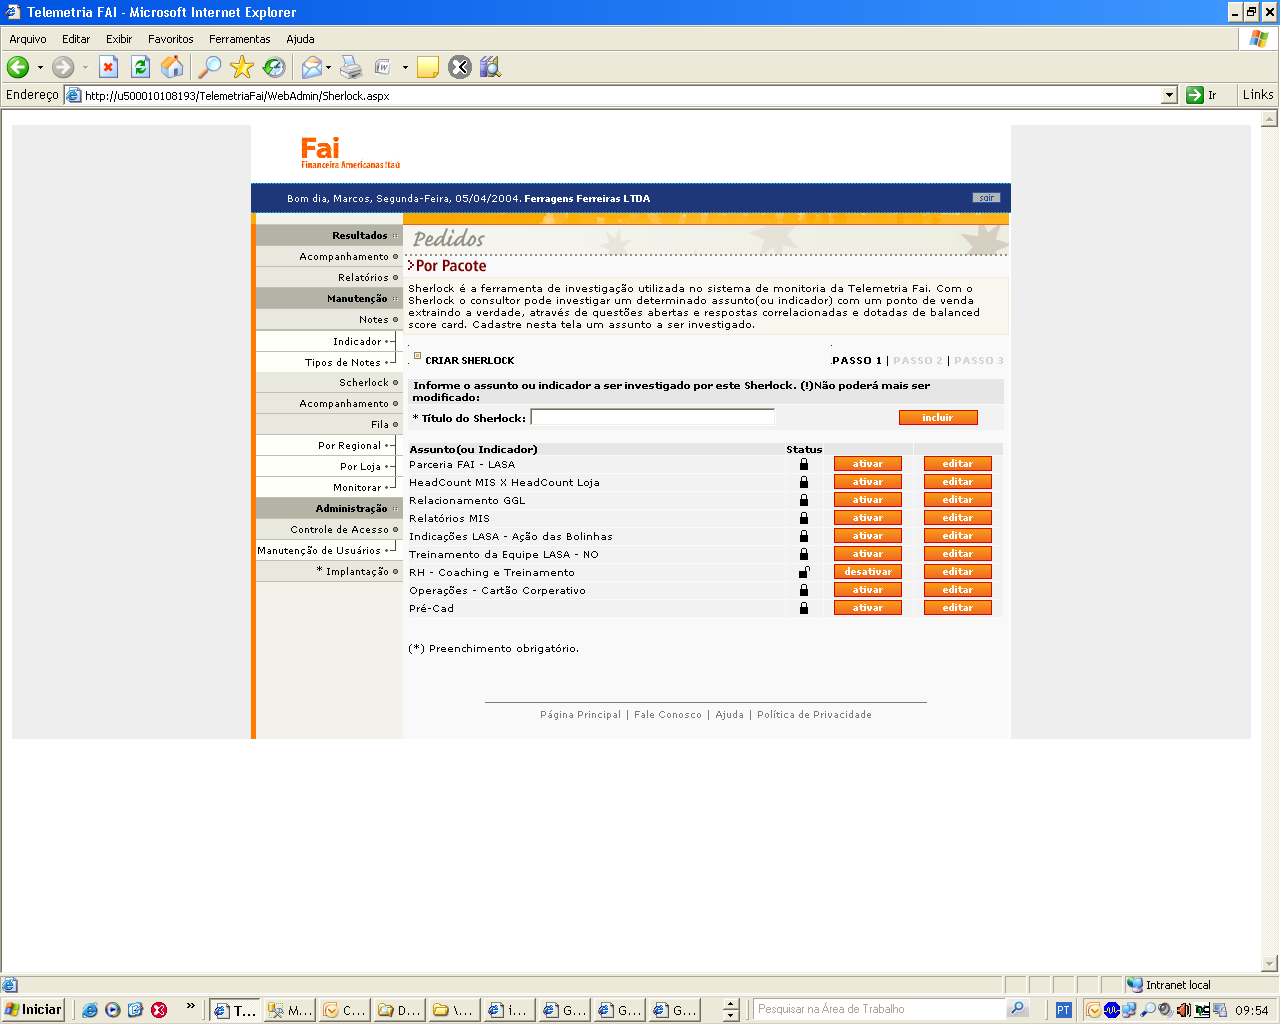 Telemetria FAI - Microsoft Internet Explorer
Arquivo Editar Exibir Favoritos Ferramentas Ajuda
Endereço http://u500010108193/TelemetriaFai/WebAdmin/Sherlock.aspx Ir Links
Fai
Financeira Americanas Itaú
Bom dia, Marcos, Segunda-Feira, 05/04/2004. Ferragens Ferreiras LTDA sair
Resultados
Acompanhamento
Relatórios
Manutenção
Notes
Indicador
Tipos de Notes
Scherlock
Acompanhamento
Fila
Por Regional
Por Loja
Monitorar
Administração
Controle de Acesso
Manutenção de Usuários
* Implantação
Pedidos
Por Pacote
Sherlock é a ferramenta de investigação utilizada no sistema de monitoria da Telemetria Fai. Com o
Sherlock o consultor pode investigar um determinado assunto(ou indicador) com um ponto de venda
extraindo a verdade, através de questões abertas e respostas correlacionadas e dotadas de balanced
score card. Cadastre nesta tela um assunto a ser investigado.
CRIAR SHERLOCK PASSO 1 | PASSO 2 | PASSO 3
Informe o assunto ou indicador a ser investigado por este Sherlock. (!)Não poderá mais ser
modificado:
* Título do Sherlock: incluir
Assunto(ou Indicador) Status
Parceria FAI - LASA ativar editar
HeadCount MIS X HeadCount Loja ativar editar
Relacionamento GGL ativar editar
Relatórios MIS ativar editar
Indicações LASA - Ação das Bolinhas ativar editar
Treinamento da Equipe LASA - NO ativar editar
RH - Coaching e Treinamento desativar editar
Operações - Cartão Corperativo ativar editar
Pré-Cad ativar editar
(*) Preenchimento obrigatório.
Página Principal | Fale Conosco | Ajuda | Política de Privacidade
Intranet local
Iniciar » T... M... C... D... \... i... G... G... G... Pesquisar na Área de Trabalho PT 09:54